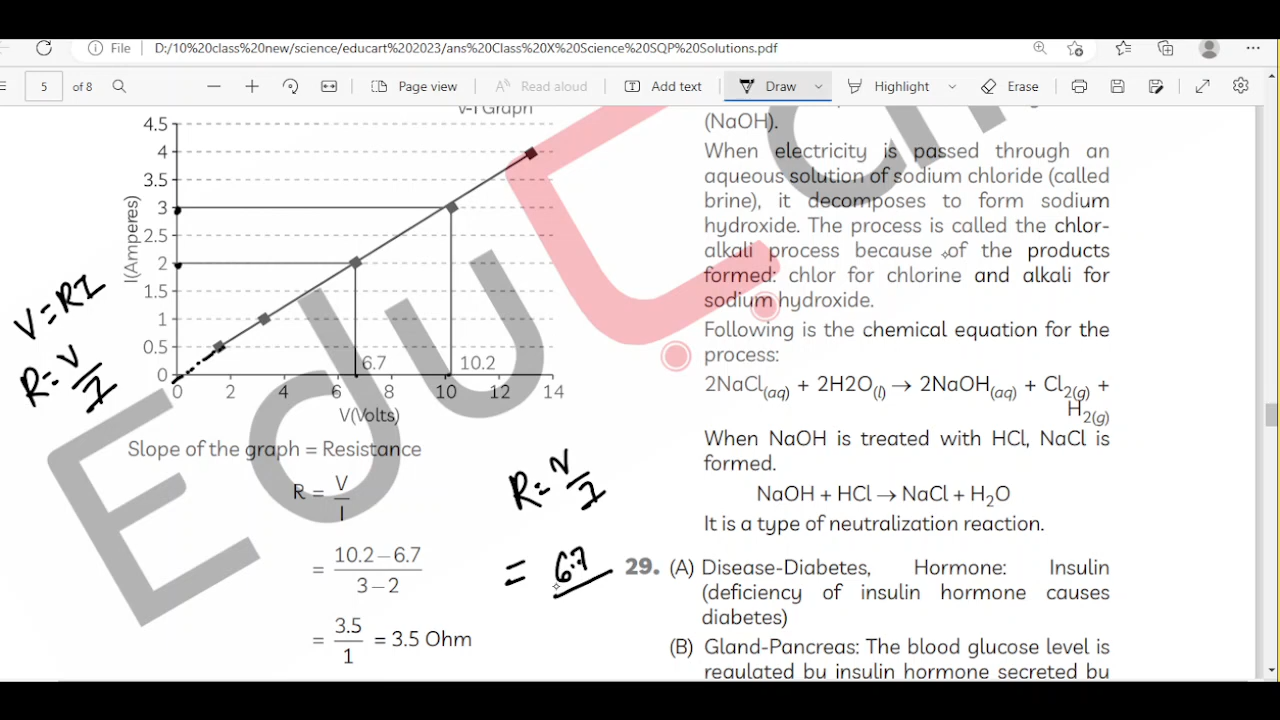 File D:/10%20class%20new/science/educart%202023/ans%20Class%20X%20Science%20SQP%20Solutions.pdf
5 of 8 Page view Read aloud Add text Draw Highlight Erase
V-I Graph
4.5
4
3.5
3
2.5
2
1.5
1
0.5
0
I(Amperes)
6.7 10.2
0 2 4 6 8 10 12 14
V(Volts)
V=RI
R=V/I
Slope of the graph = Resistance
R = V/I
= 10.2 – 6.7 / 3 – 2
= 3.5/1 = 3.5 Ohm
R=V/I
= 6.7
(NaOH).
When electricity is passed through an
aqueous solution of sodium chloride (called
brine), it decomposes to form sodium
hydroxide. The process is called the chlor-
alkali process because of the products
formed: chlor for chlorine and alkali for
sodium hydroxide.
Following is the chemical equation for the
process:
2NaCl(aq) + 2H2O(l) → 2NaOH(aq) + Cl2(g) +
H2(g)
When NaOH is treated with HCl, NaCl is
formed.
NaOH + HCl → NaCl + H2O
It is a type of neutralization reaction.
29. (A) Disease-Diabetes, Hormone: Insulin
(deficiency of insulin hormone causes
diabetes)
(B) Gland-Pancreas: The blood glucose level is
regulated by insulin hormone secreted by